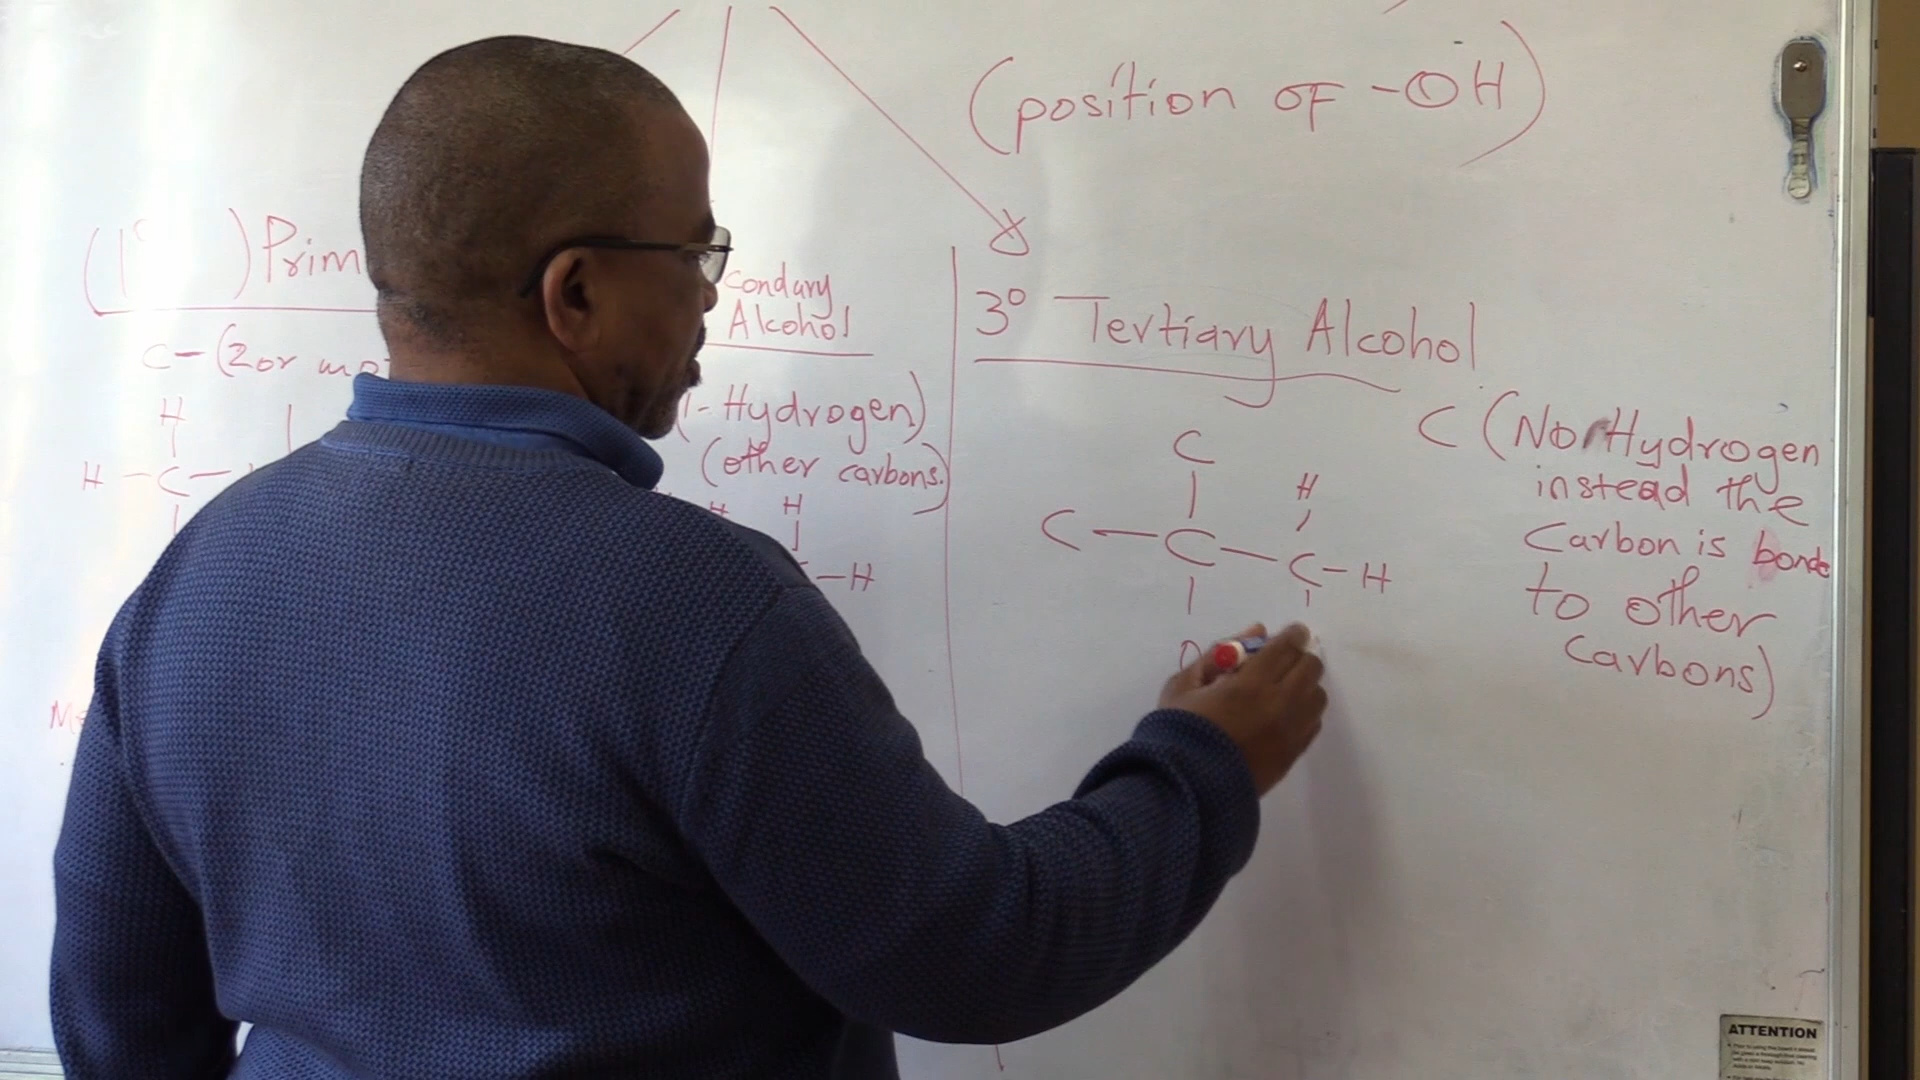 (position OF -OH)
(1° ) Prim
condary
Alcohol
3° Tertiary Alcohol
C-(2 or mo
(1-Hydrogen)
(other carbons)
C (No Hydrogen
instead the
Carbon is bonde
to other
Carbons)
H
H - C -
H H
-H
C
H
C - C - C - H
O
ATTENTION